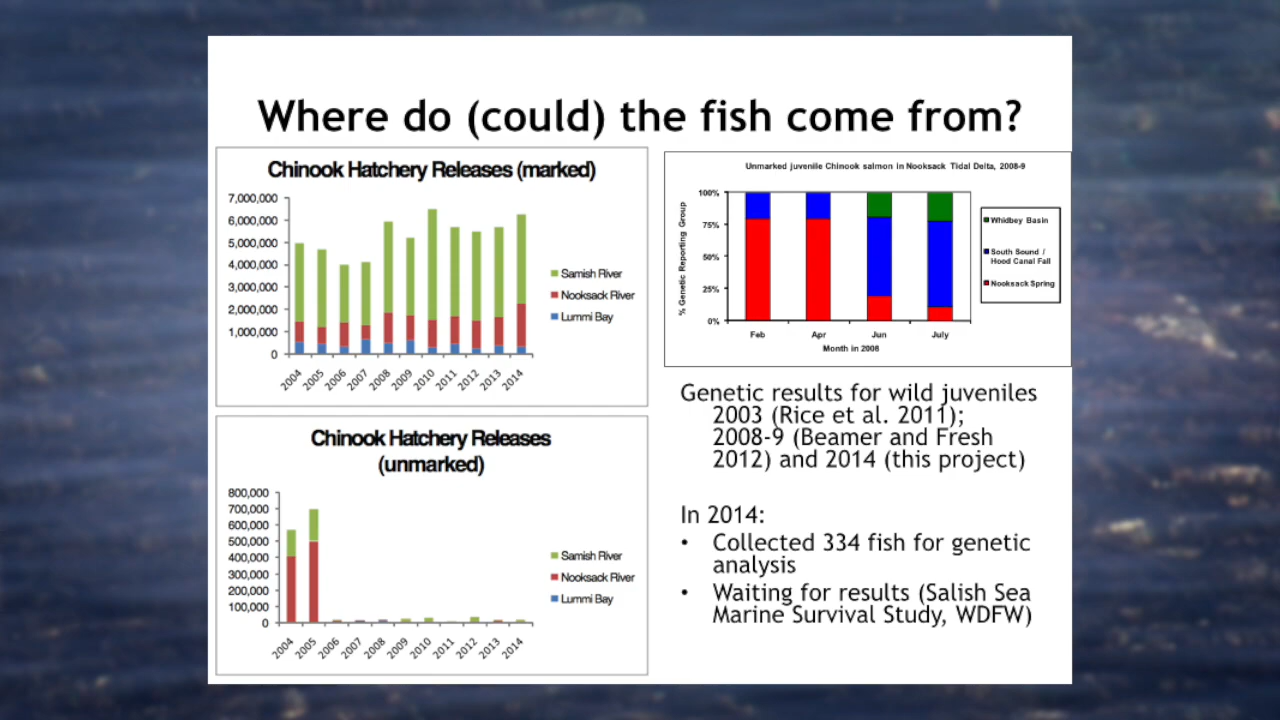 Where do (could) the fish come from?
Chinook Hatchery Releases (marked)
7,000,000
6,000,000
5,000,000
4,000,000
3,000,000
2,000,000
1,000,000
0
2004 2005 2006 2007 2008 2009 2010 2011 2012 2013 2014
Samish River
Nooksack River
Lummi Bay
Chinook Hatchery Releases
(unmarked)
800,000
700,000
600,000
500,000
400,000
300,000
200,000
100,000
0
2004 2005 2006 2007 2008 2009 2010 2011 2012 2013 2014
Samish River
Nooksack River
Lummi Bay
Unmarked juvenile Chinook salmon in Nooksack Tidal Delta, 2008-9
% Genetic Reporting Group
100%
75%
50%
25%
0%
Feb Apr Jun July
Month in 2008
Whidbey Basin
South Sound /
Hood Canal Fall
Nooksack Spring
Genetic results for wild juveniles
2003 (Rice et al. 2011);
2008-9 (Beamer and Fresh
2012) and 2014 (this project)
In 2014:
• Collected 334 fish for genetic
analysis
• Waiting for results (Salish Sea
Marine Survival Study, WDFW)